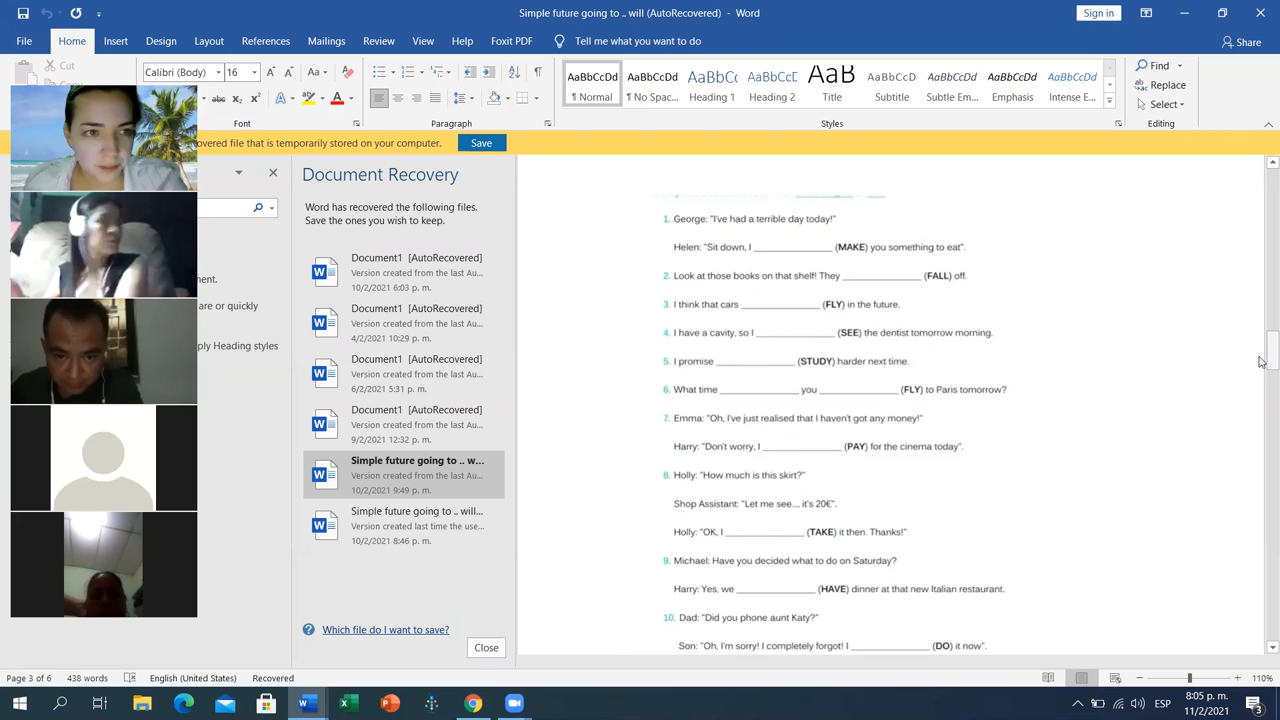 Simple future going to .. will (AutoRecovered) - Word
Sign in
File Home Insert Design Layout References Mailings Review View Help Foxit PDF Tell me what you want to do Share
Cut
Calibri (Body) 16 Aa
AaBbCcDd AaBbCcDd AaBbCc AaBbCcD AaB AaBbCcD AaBbCcDd AaBbCcDd AaBbCcDd
¶ Normal ¶ No Spac... Heading 1 Heading 2 Title Subtitle Subtle Em... Emphasis Intense E...
Find
Replace
Select
Font Paragraph Styles Editing
overed file that is temporarily stored on your computer. Save
Document Recovery
Word has recovered the following files.
Save the ones you wish to keep.
Document1 [AutoRecovered]
Version created from the last Au...
10/2/2021 6:03 p. m.
Document1 [AutoRecovered]
Version created from the last Au...
4/2/2021 10:29 p. m.
Document1 [AutoRecovered]
Version created from the last Au...
6/2/2021 5:31 p. m.
Document1 [AutoRecovered]
Version created from the last Au...
9/2/2021 12:32 p. m.
Simple future going to .. w...
Version created from the last Au...
10/2/2021 9:49 p. m.
Simple future going to .. will...
Version created last time the use...
10/2/2021 8:46 p. m.
Which file do I want to save?
Close
ment.
are or quickly
ply Heading styles
1. George: "I've had a terrible day today!"
Helen: "Sit down, I ______________ (MAKE) you something to eat".
2. Look at those books on that shelf! They ______________ (FALL) off.
3. I think that cars ______________ (FLY) in the future.
4. I have a cavity, so I ______________ (SEE) the dentist tomorrow morning.
5. I promise ______________ (STUDY) harder next time.
6. What time ______________ you ______________ (FLY) to Paris tomorrow?
7. Emma: "Oh, I've just realised that I haven't got any money!"
Harry: "Don't worry, I ______________ (PAY) for the cinema today".
8. Holly: "How much is this skirt?"
Shop Assistant: "Let me see..., it's 20€".
Holly: "OK, I ______________ (TAKE) it then. Thanks!"
9. Michael: Have you decided what to do on Saturday?
Harry: Yes, we ______________ (HAVE) dinner at that new Italian restaurant.
10. Dad: "Did you phone aunt Katy?"
Son: "Oh, I'm sorry! I completely forgot! I ______________ (DO) it now".
Page 3 of 6 438 words English (United States) Recovered 110%
8:05 p. m.
11/2/2021
3